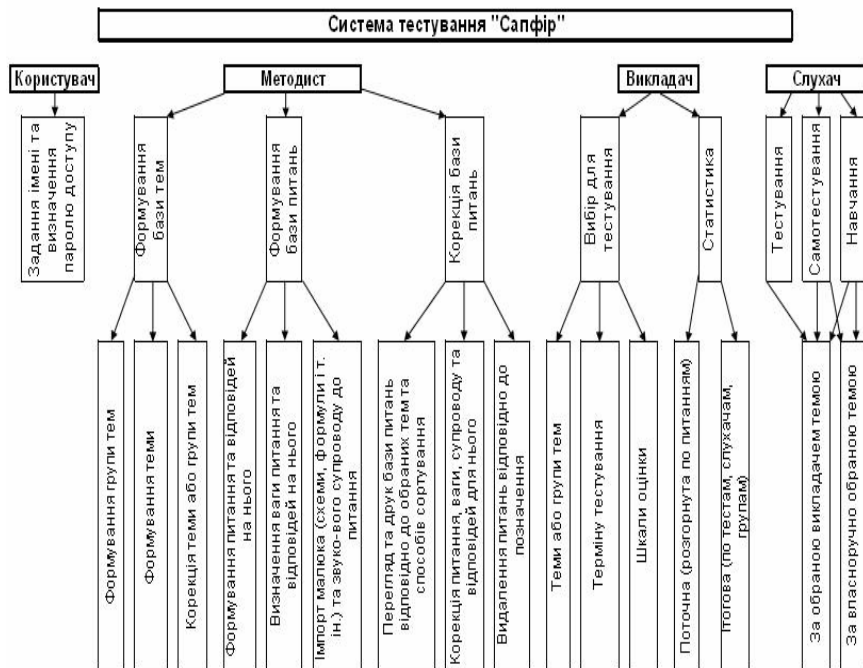 Система тестування "Сапфір"
Користувач
Методист
Викладач
Слухач
Задання імені та
визначення
паролю доступу
Формування
бази тем
Формування
бази питань
Корекція бази
питань
Вибір для
тестування
Статистика
Тестування
Самотестування
Навчання
Формування групи тем
Формування теми
Корекція теми або групи тем
Формування питання та відповідей
на нього
Визначення ваги питання та
відповідей на нього
Імпорт малюка (схеми, формули і т.
ін.) та звуко-вого супроводу до
питання
Перегляд та друк бази питань
відповідно до обраних тем та
способів сортування
Корекція питання, ваги, супроводу та
відповідей для нього
Видалення питань відповідно до
позначення
Теми або групи тем
Терміну тестування
Шкали оцінки
Поточна (розгорнута по питанням)
Ітогова (по тестам, слухачам,
групам)
За обраною викладачем темою
За власноручно обраною темою